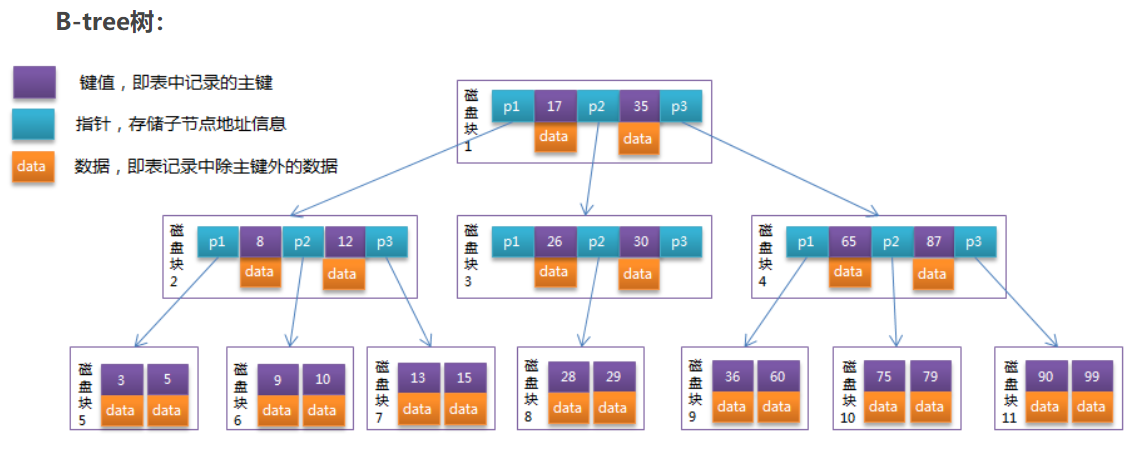 B-tree树：
键值，即表中记录的主键
指针，存储子节点地址信息
data 数据，即表记录中除主键外的数据
磁盘块1
p1 17 p2 35 p3
data data
磁盘块2
p1 8 p2 12 p3
data data
磁盘块3
p1 26 p2 30 p3
data data
磁盘块4
p1 65 p2 87 p3
data data
磁盘块5
3 5
data data
磁盘块6
9 10
data data
磁盘块7
13 15
data data
磁盘块8
28 29
data data
磁盘块9
36 60
data data
磁盘块10
75 79
data data
磁盘块11
90 99
data data